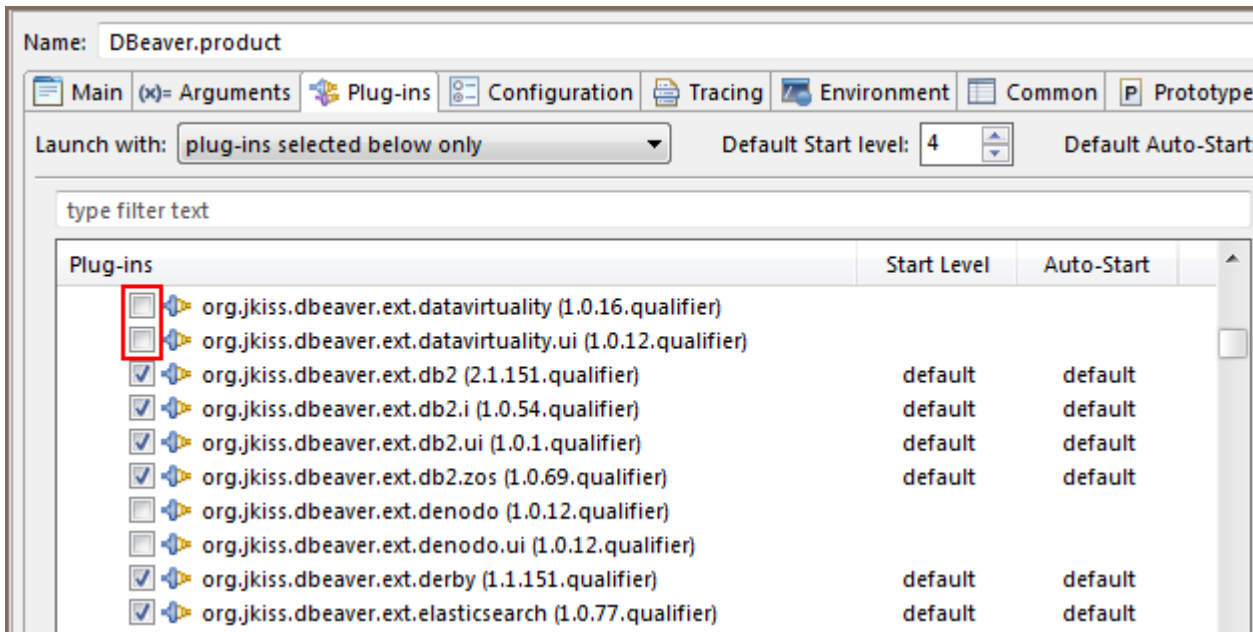 Name: DBeaver.product
Main (x)= Arguments Plug-ins Configuration Tracing Environment Common P Prototype
Launch with: plug-ins selected below only Default Start level: 4 Default Auto-Start
type filter text
Plug-ins Start Level Auto-Start
org.jkiss.dbeaver.ext.datavirtuality (1.0.16.qualifier)
org.jkiss.dbeaver.ext.datavirtuality.ui (1.0.12.qualifier)
org.jkiss.dbeaver.ext.db2 (2.1.151.qualifier) default default
org.jkiss.dbeaver.ext.db2.i (1.0.54.qualifier) default default
org.jkiss.dbeaver.ext.db2.ui (1.0.1.qualifier) default default
org.jkiss.dbeaver.ext.db2.zos (1.0.69.qualifier) default default
org.jkiss.dbeaver.ext.denodo (1.0.12.qualifier)
org.jkiss.dbeaver.ext.denodo.ui (1.0.12.qualifier)
org.jkiss.dbeaver.ext.derby (1.1.151.qualifier) default default
org.jkiss.dbeaver.ext.elasticsearch (1.0.77.qualifier) default default